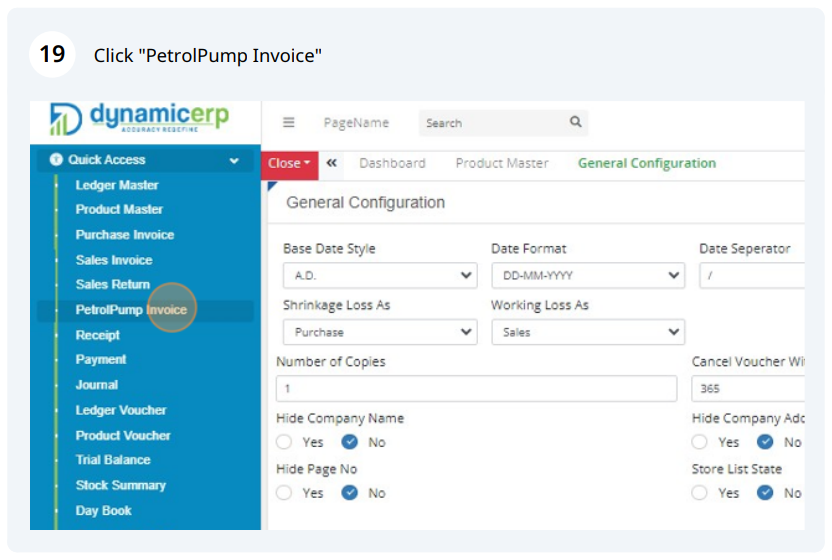 19 Click "PetrolPump Invoice"
dynamicerp
ACCURACY REDEFINE
PageName Search
Quick Access
Close « Dashboard Product Master General Configuration
Ledger Master
Product Master
Purchase Invoice
Sales Invoice
Sales Return
PetrolPump Invoice
Receipt
Payment
Journal
Ledger Voucher
Product Voucher
Trial Balance
Stock Summary
Day Book
General Configuration
Base Date Style Date Format Date Seperator
A.D. DD-MM-YYYY /
Shrinkage Loss As Working Loss As
Purchase Sales
Number of Copies Cancel Voucher Wi
1 365
Hide Company Name Hide Company Add
Yes No Yes No
Hide Page No Store List State
Yes No Yes No